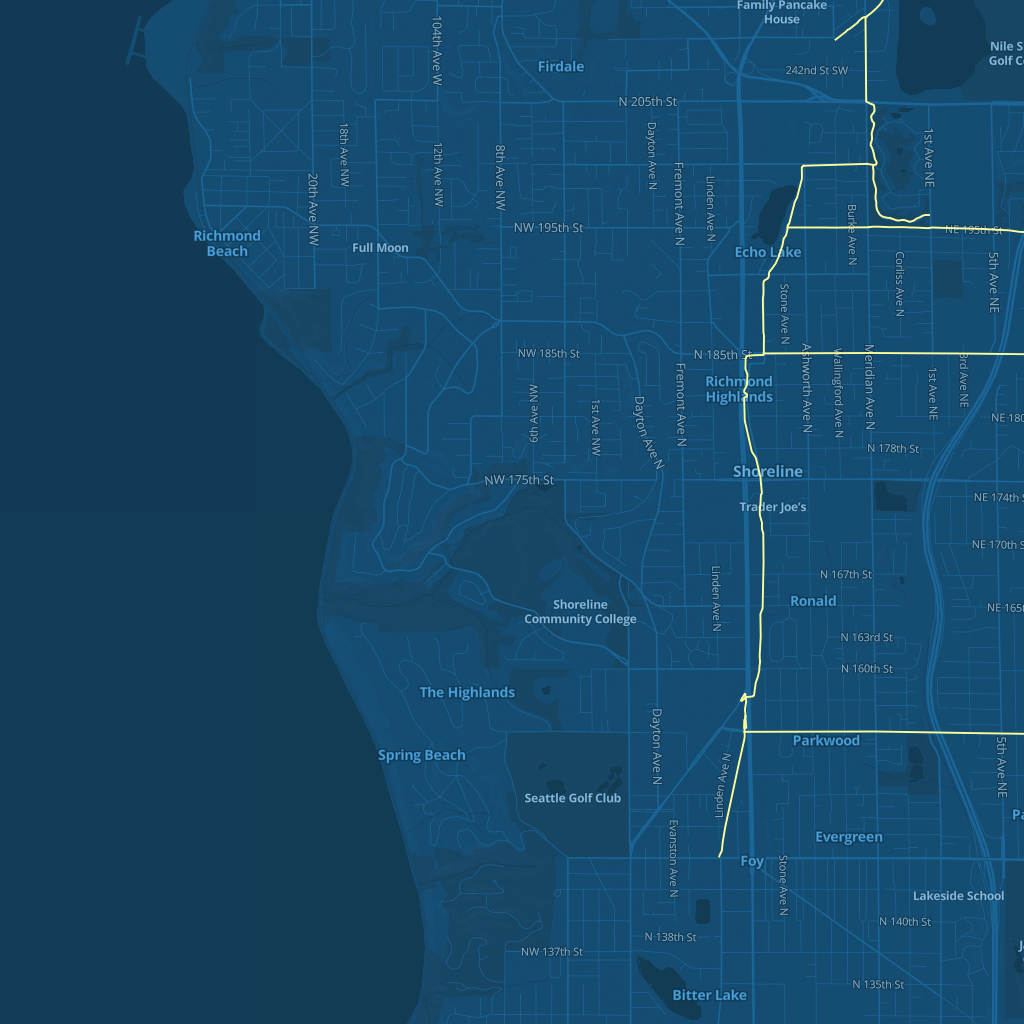 Family Pancake
House
104th Ave W
Firdale
Nile S
Golf Co
242nd St SW
N 205th St
18th Ave NW
12th Ave NW
8th Ave NW
Dayton Ave N
Fremont Ave N
Linden Ave N
1st Ave NE
20th Ave NW
Richmond
Beach
Full Moon
NW 195th St
Burke Ave N
NE 195th St
Echo Lake
Corliss Ave N
5th Ave NE
Stone Ave N
NW 185th St
N 185th St
Ashworth Ave N
Wallingford Ave N
Meridian Ave N
1st Ave NE
3rd Ave NE
Richmond
Highlands
Fremont Ave N
6th Ave NW
1st Ave NW
Dayton Ave N
NE 180
N 178th St
Shoreline
NW 175th St
NE 174th S
Trader Joe's
NE 170th S
N 167th St
Linden Ave N
Ronald
Shoreline
Community College
NE 165t
N 163rd St
N 160th St
The Highlands
Dayton Ave N
Parkwood
5th Ave NE
Spring Beach
Linden Ave N
Seattle Golf Club
Pa
Evanston Ave N
Evergreen
Foy
Stone Ave N
Lakeside School
N 140th St
N 138th St
NW 137th St
N 135th St
Bitter Lake